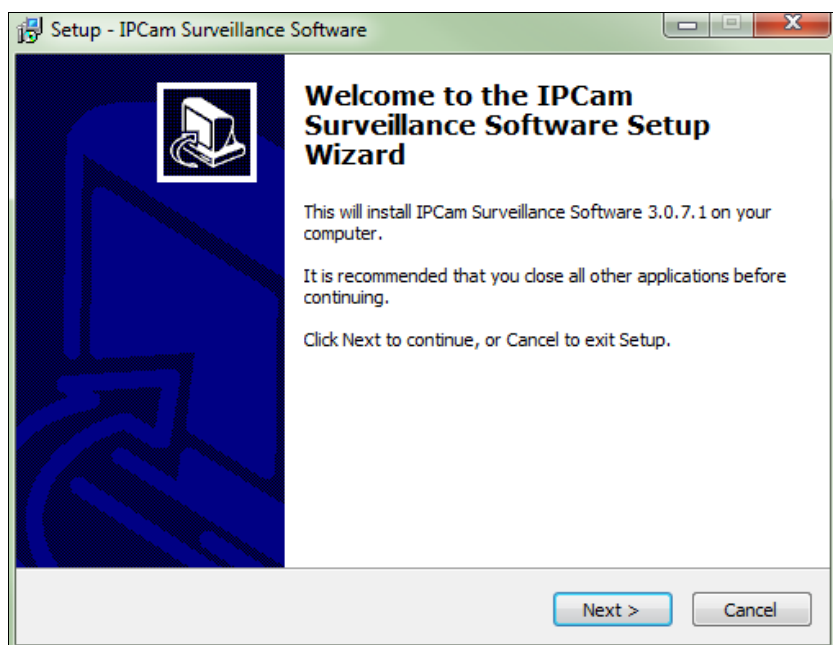 Setup - IPCam Surveillance Software
Welcome to the IPCam
Surveillance Software Setup
Wizard
This will install IPCam Surveillance Software 3.0.7.1 on your
computer.
It is recommended that you close all other applications before
continuing.
Click Next to continue, or Cancel to exit Setup.
Next >
Cancel